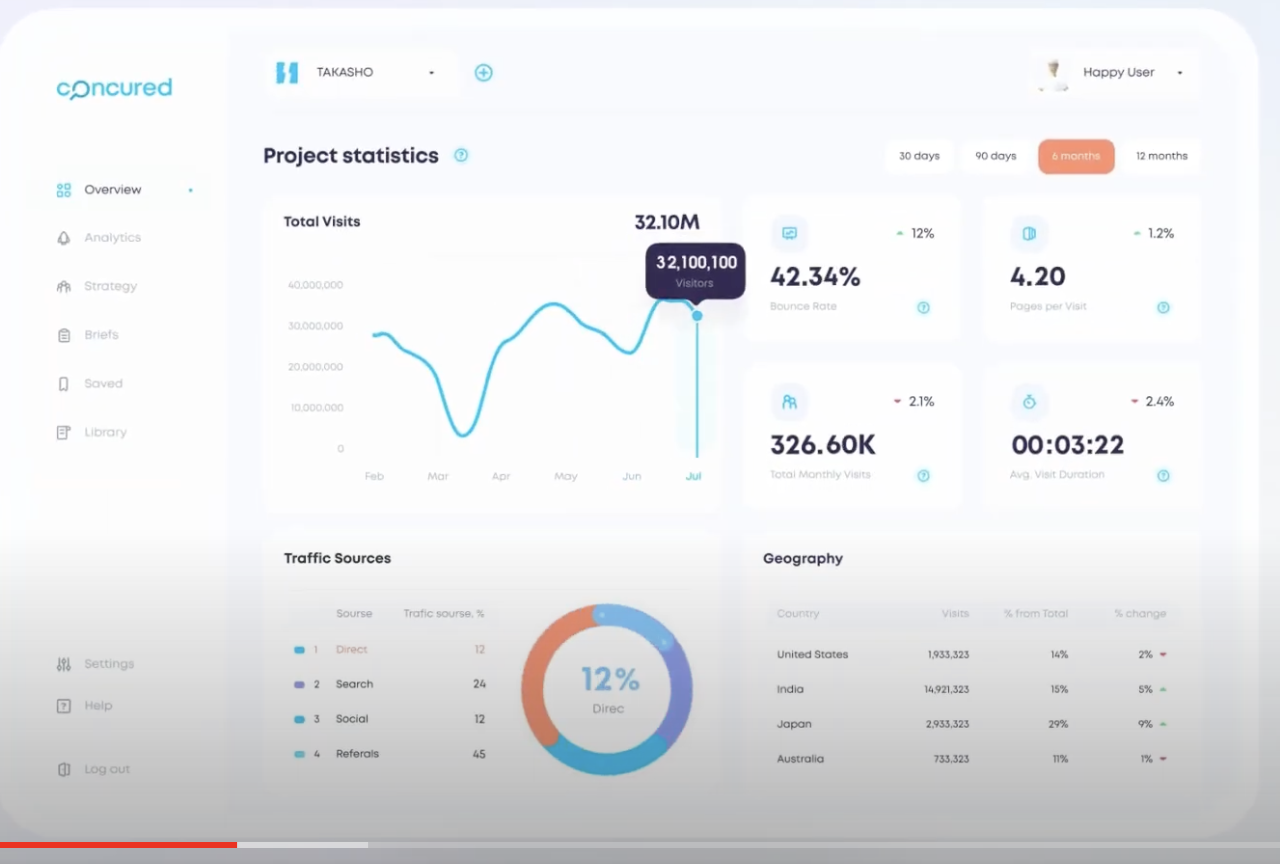 concured
TAKASHO
Happy User
Project statistics
30 days
90 days
6 months
12 months
Overview
Analytics
Strategy
Briefs
Saved
Library
Settings
Help
Log out
Total Visits
32.10M
32,100,100
Visitors
40,000,000
30,000,000
20,000,000
10,000,000
0
Feb Mar Apr May Jun Jul
12%
42.34%
Bounce Rate
1.2%
4.20
Pages per Visit
2.1%
326.60K
Total Monthly Visits
2.4%
00:03:22
Avg. Visit Duration
Traffic Sources
Sourse Trafic sourse, %
1 Direct 12
2 Search 24
3 Social 12
4 Referals 45
12%
Direc
Geography
Country Visits % from Total % change
United States 1,933,323 14% 2%
India 14,921,323 15% 5%
Japan 2,933,323 29% 9%
Australia 733,323 11% 1%